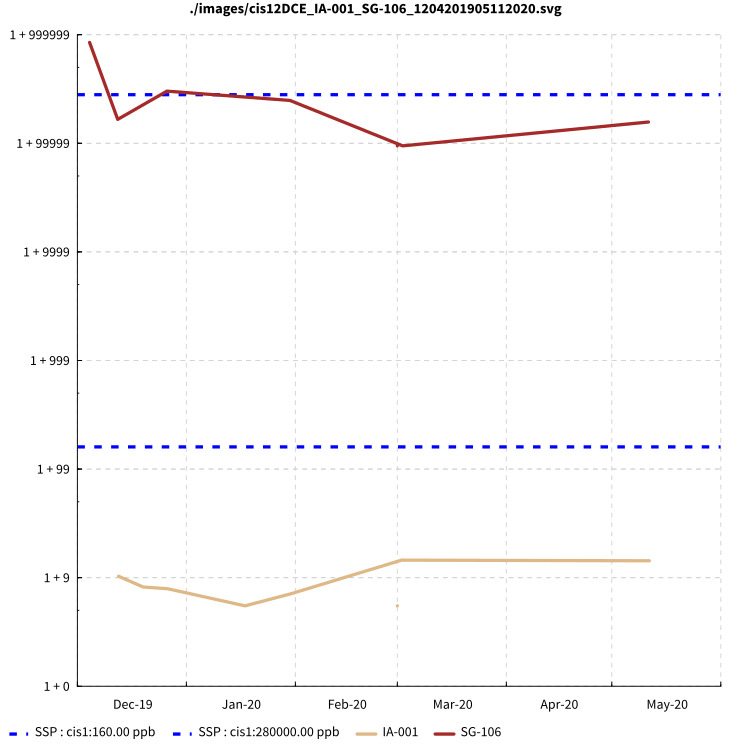 ./images/cis12DCE_IA-001_SG-106_1204201905112020.svg
1 + 999999
1 + 99999
1 + 9999
1 + 999
1 + 99
1 + 9
1 + 0
Dec-19 Jan-20 Feb-20 Mar-20 Apr-20 May-20
SSP : cis1:160.00 ppb SSP : cis1:280000.00 ppb IA-001 SG-106